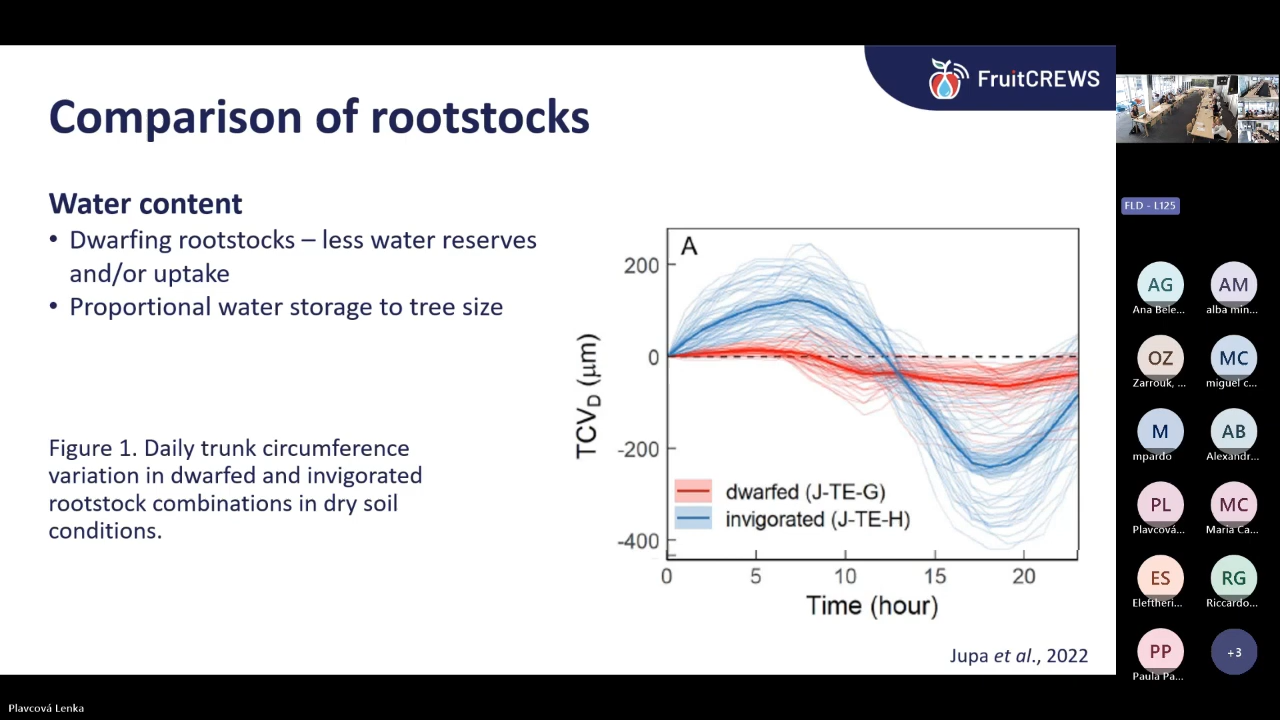 FruitCREWS
Comparison of rootstocks
Water content
• Dwarfing rootstocks – less water reserves
and/or uptake
• Proportional water storage to tree size
Figure 1. Daily trunk circumference
variation in dwarfed and invigorated
rootstock combinations in dry soil
conditions.
A
200
0
-200
-400
TCV_D (µm)
dwarfed (J-TE-G)
invigorated (J-TE-H)
0 5 10 15 20
Time (hour)
Jupa et al., 2022
FLD - L125
AG AM
Ana Bele... alba min...
OZ MC
Zarrouk, ... miguel c...
M AB
mpardo Alexandr...
PL MC
Plavcová... Maria Ca...
ES RG
Eleftheri... Riccardo...
PP +3
Paula Pa...
Plavcová Lenka